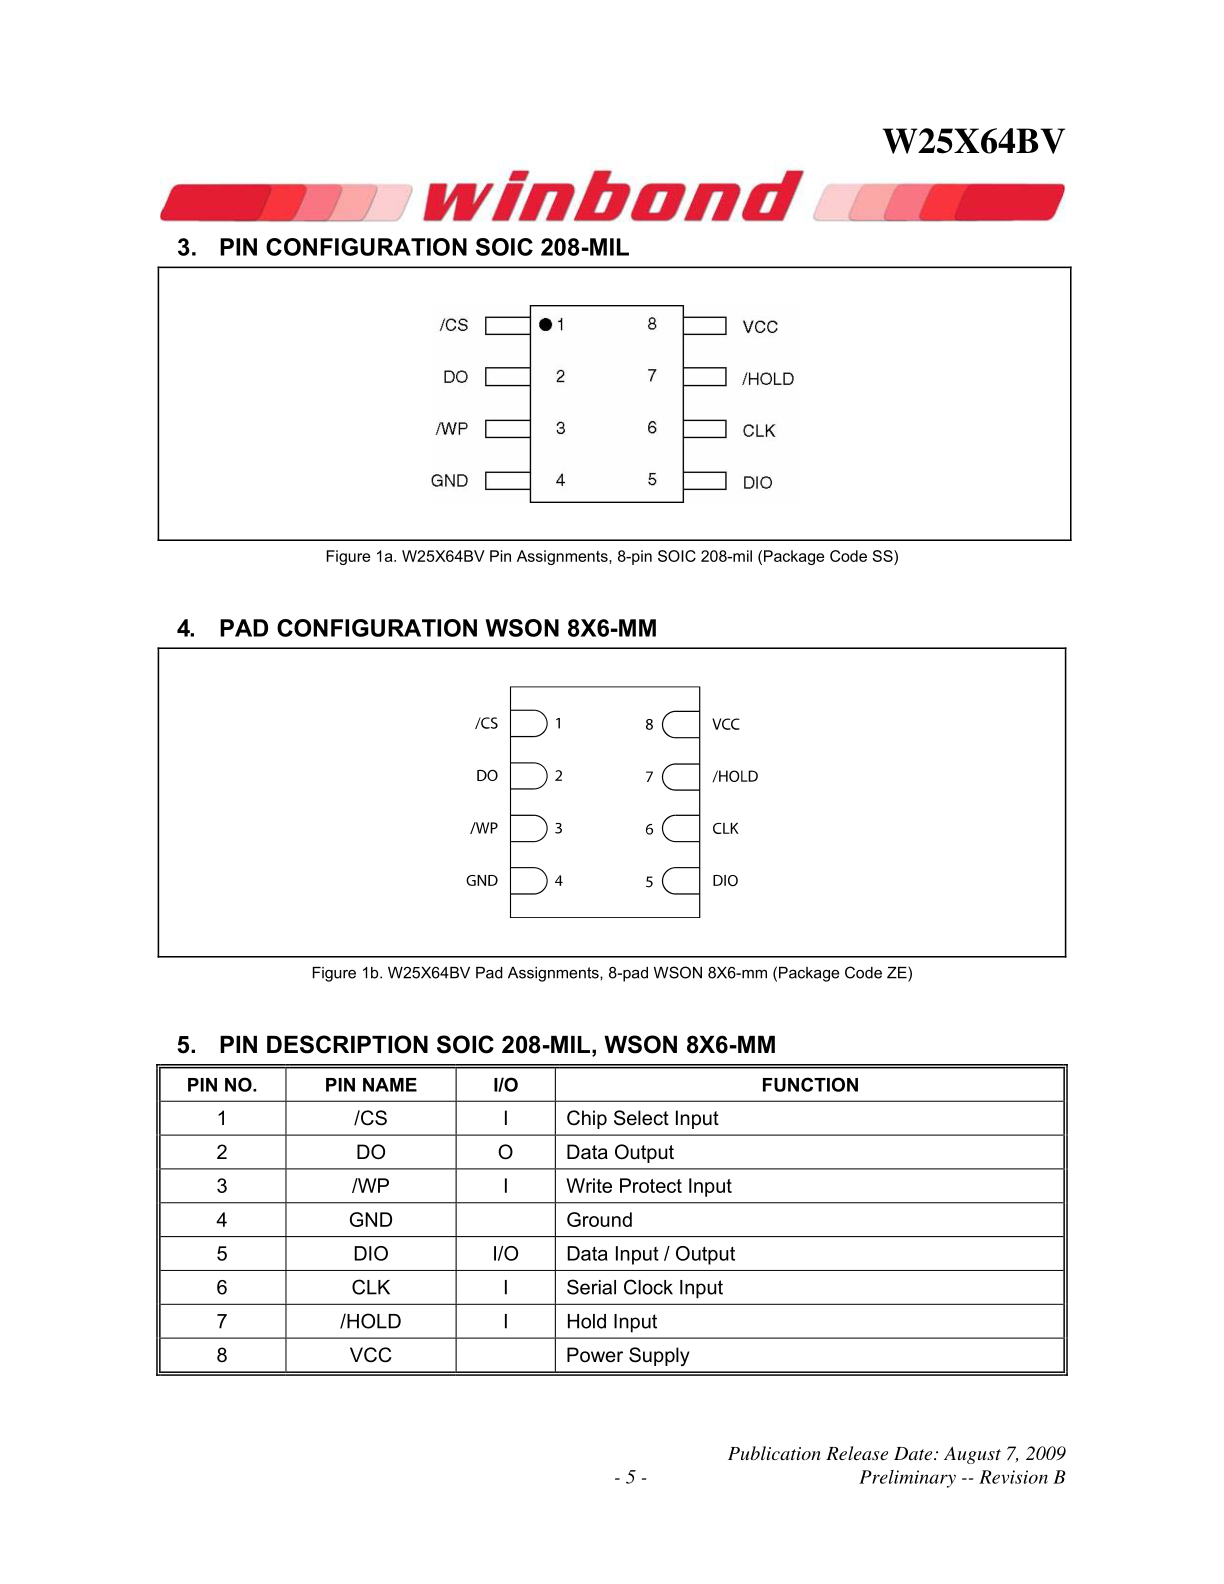 W25X64BV
winbond
3. PIN CONFIGURATION SOIC 208-MIL
/CS 1 8 VCC
DO 2 7 /HOLD
/WP 3 6 CLK
GND 4 5 DIO
Figure 1a. W25X64BV Pin Assignments, 8-pin SOIC 208-mil (Package Code SS)
4. PAD CONFIGURATION WSON 8X6-MM
/CS 1 8 VCC
DO 2 7 /HOLD
/WP 3 6 CLK
GND 4 5 DIO
Figure 1b. W25X64BV Pad Assignments, 8-pad WSON 8X6-mm (Package Code ZE)
5. PIN DESCRIPTION SOIC 208-MIL, WSON 8X6-MM
PIN NO. PIN NAME I/O FUNCTION
1 /CS I Chip Select Input
2 DO O Data Output
3 /WP I Write Protect Input
4 GND Ground
5 DIO I/O Data Input / Output
6 CLK I Serial Clock Input
7 /HOLD I Hold Input
8 VCC Power Supply
Publication Release Date: August 7, 2009
- 5 - Preliminary -- Revision B